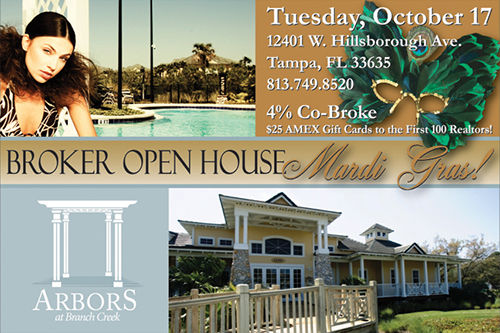 Tuesday, October 17
12401 W. Hillsborough Ave.
Tampa, FL 33635
813.749.8520
4% Co-Broke
$25 AMEX Gift Cards to the First 100 Realtors!
BROKER OPEN HOUSE Mardi Gras!
ARBORS
at Branch Creek